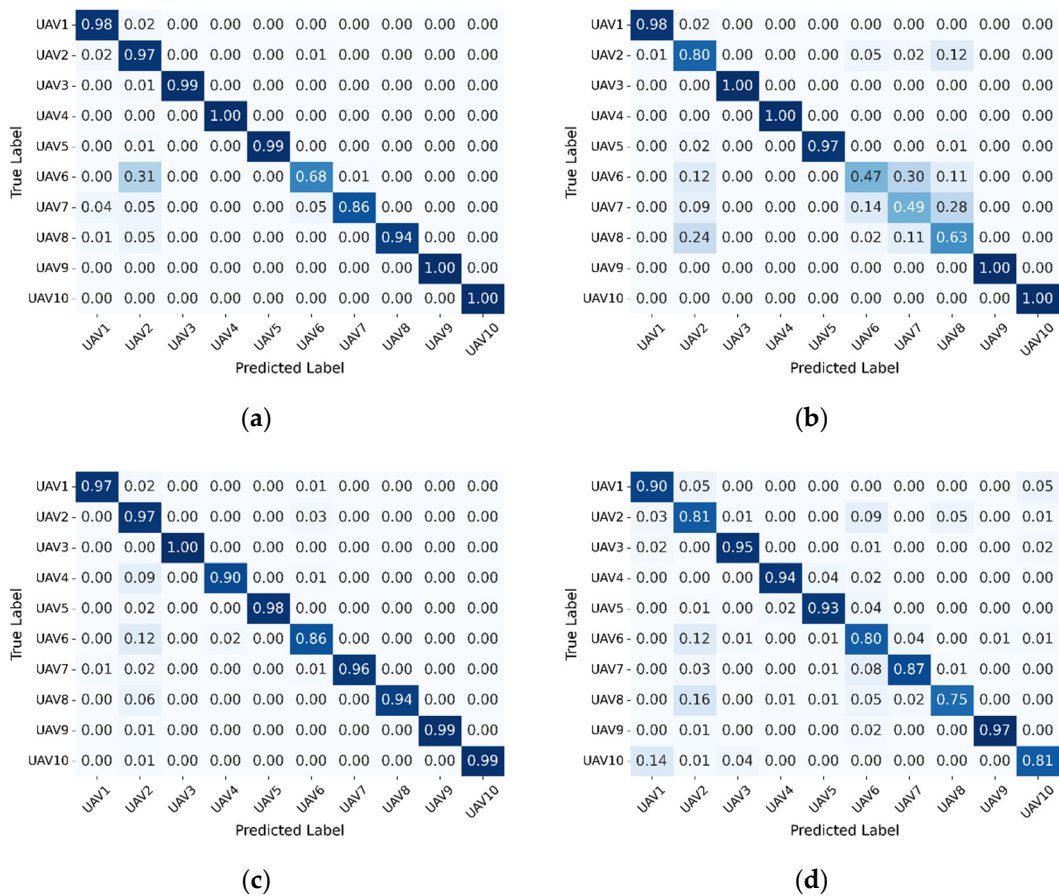 UAV1 0.98 0.02 0.00 0.00 0.00 0.00 0.00 0.00 0.00 0.00
UAV2 0.02 0.97 0.00 0.00 0.00 0.01 0.00 0.00 0.00 0.00
UAV3 0.00 0.01 0.99 0.00 0.00 0.00 0.00 0.00 0.00 0.00
UAV4 0.00 0.00 0.00 1.00 0.00 0.00 0.00 0.00 0.00 0.00
UAV5 0.00 0.01 0.00 0.00 0.99 0.00 0.00 0.00 0.00 0.00
UAV6 0.00 0.31 0.00 0.00 0.00 0.68 0.01 0.00 0.00 0.00
UAV7 0.04 0.05 0.00 0.00 0.00 0.05 0.86 0.00 0.00 0.00
UAV8 0.01 0.05 0.00 0.00 0.00 0.00 0.00 0.94 0.00 0.00
UAV9 0.00 0.00 0.00 0.00 0.00 0.00 0.00 0.00 1.00 0.00
UAV10 0.00 0.00 0.00 0.00 0.00 0.00 0.00 0.00 0.00 1.00
True Label
UAV1 UAV2 UAV3 UAV4 UAV5 UAV6 UAV7 UAV8 UAV9 UAV10
Predicted Label
(a)
UAV1 0.98 0.02 0.00 0.00 0.00 0.00 0.00 0.00 0.00 0.00
UAV2 0.01 0.80 0.00 0.00 0.00 0.05 0.02 0.12 0.00 0.00
UAV3 0.00 0.00 1.00 0.00 0.00 0.00 0.00 0.00 0.00 0.00
UAV4 0.00 0.00 0.00 1.00 0.00 0.00 0.00 0.00 0.00 0.00
UAV5 0.00 0.02 0.00 0.00 0.97 0.00 0.00 0.01 0.00 0.00
UAV6 0.00 0.12 0.00 0.00 0.00 0.47 0.30 0.11 0.00 0.00
UAV7 0.00 0.09 0.00 0.00 0.00 0.14 0.49 0.28 0.00 0.00
UAV8 0.00 0.24 0.00 0.00 0.00 0.02 0.11 0.63 0.00 0.00
UAV9 0.00 0.00 0.00 0.00 0.00 0.00 0.00 0.00 1.00 0.00
UAV10 0.00 0.00 0.00 0.00 0.00 0.00 0.00 0.00 0.00 1.00
True Label
UAV1 UAV2 UAV3 UAV4 UAV5 UAV6 UAV7 UAV8 UAV9 UAV10
Predicted Label
(b)
UAV1 0.97 0.02 0.00 0.00 0.00 0.01 0.00 0.00 0.00 0.00
UAV2 0.00 0.97 0.00 0.00 0.00 0.03 0.00 0.00 0.00 0.00
UAV3 0.00 0.00 1.00 0.00 0.00 0.00 0.00 0.00 0.00 0.00
UAV4 0.00 0.09 0.00 0.90 0.00 0.01 0.00 0.00 0.00 0.00
UAV5 0.00 0.02 0.00 0.00 0.98 0.00 0.00 0.00 0.00 0.00
UAV6 0.00 0.12 0.00 0.02 0.00 0.86 0.00 0.00 0.00 0.00
UAV7 0.01 0.02 0.00 0.00 0.00 0.01 0.96 0.00 0.00 0.00
UAV8 0.00 0.06 0.00 0.00 0.00 0.00 0.00 0.94 0.00 0.00
UAV9 0.00 0.01 0.00 0.00 0.00 0.00 0.00 0.00 0.99 0.00
UAV10 0.00 0.01 0.00 0.00 0.00 0.00 0.00 0.00 0.00 0.99
True Label
UAV1 UAV2 UAV3 UAV4 UAV5 UAV6 UAV7 UAV8 UAV9 UAV10
Predicted Label
(c)
UAV1 0.90 0.05 0.00 0.00 0.00 0.00 0.00 0.00 0.00 0.05
UAV2 0.03 0.81 0.01 0.00 0.00 0.09 0.00 0.05 0.00 0.01
UAV3 0.02 0.00 0.95 0.00 0.00 0.01 0.00 0.00 0.00 0.02
UAV4 0.00 0.00 0.00 0.94 0.04 0.02 0.00 0.00 0.00 0.00
UAV5 0.00 0.01 0.00 0.02 0.93 0.04 0.00 0.00 0.00 0.00
UAV6 0.00 0.12 0.01 0.00 0.01 0.80 0.04 0.00 0.01 0.01
UAV7 0.00 0.03 0.00 0.00 0.01 0.08 0.87 0.01 0.00 0.00
UAV8 0.00 0.16 0.00 0.01 0.01 0.05 0.02 0.75 0.00 0.00
UAV9 0.00 0.01 0.00 0.00 0.00 0.02 0.00 0.00 0.97 0.00
UAV10 0.14 0.01 0.04 0.00 0.00 0.00 0.00 0.00 0.00 0.81
True Label
UAV1 UAV2 UAV3 UAV4 UAV5 UAV6 UAV7 UAV8 UAV9 UAV10
Predicted Label
(d)